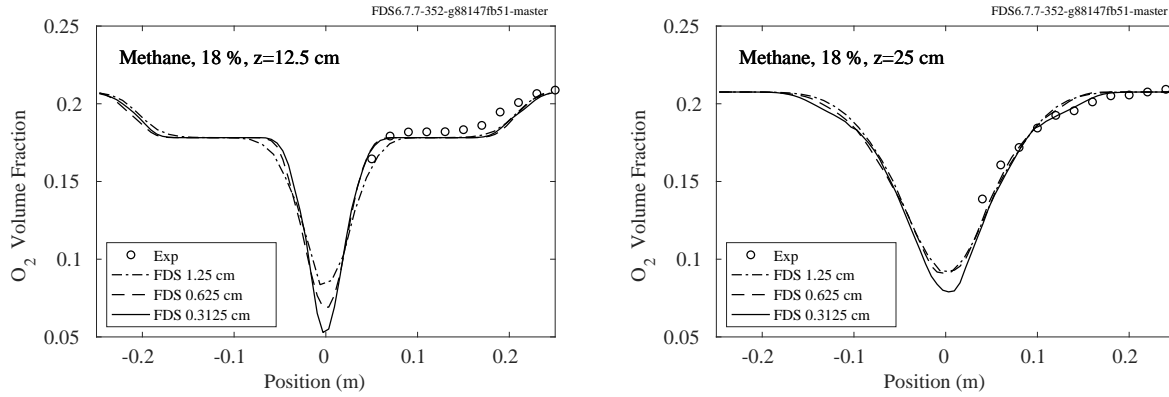 FDS6.7.7-352-g88147fb51-master
Methane, 18 %, z=12.5 cm
0.25
0.2
0.15
0.1
0.05
O2 Volume Fraction
Exp
FDS 1.25 cm
FDS 0.625 cm
FDS 0.3125 cm
-0.2
-0.1
0
0.1
0.2
Position (m)
FDS6.7.7-352-g88147fb51-master
Methane, 18 %, z=25 cm
0.25
0.2
0.15
0.1
0.05
O2 Volume Fraction
Exp
FDS 1.25 cm
FDS 0.625 cm
FDS 0.3125 cm
-0.2
-0.1
0
0.1
0.2
Position (m)